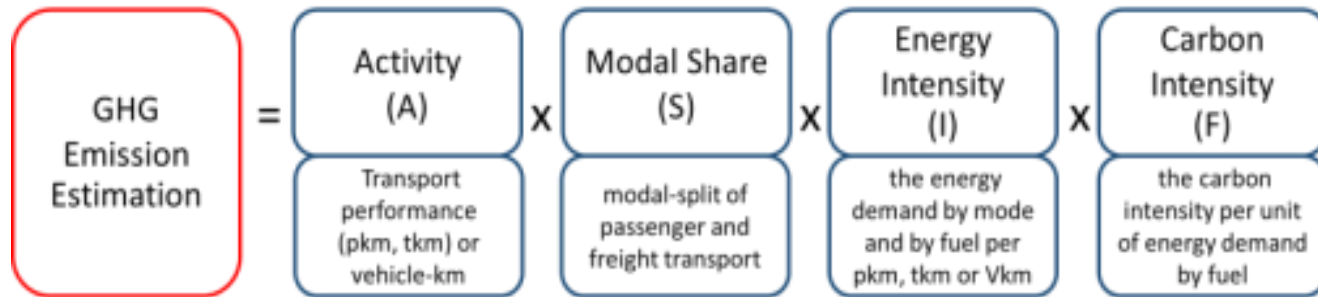 GHG
Emission
Estimation
=
Activity
(A)
Transport
performance
(pkm, tkm) or
vehicle-km
x
Modal Share
(S)
modal-split of
passenger and
freight transport
x
Energy
Intensity
(I)
the energy
demand by mode
and by fuel per
pkm, tkm or Vkm
x
Carbon
Intensity
(F)
the carbon
intensity per unit
of energy demand
by fuel